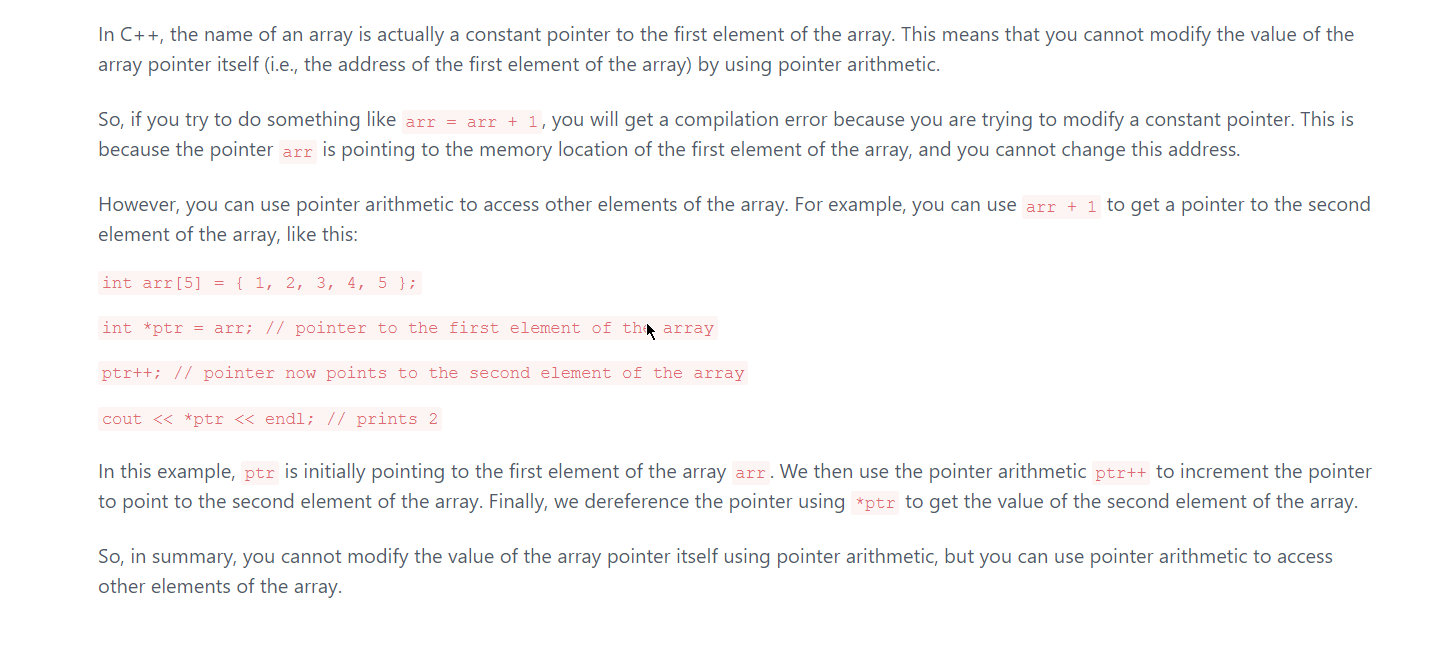 In C++, the name of an array is actually a constant pointer to the first element of the array. This means that you cannot modify the value of the
array pointer itself (i.e., the address of the first element of the array) by using pointer arithmetic.
So, if you try to do something like arr = arr + 1, you will get a compilation error because you are trying to modify a constant pointer. This is
because the pointer arr is pointing to the memory location of the first element of the array, and you cannot change this address.
However, you can use pointer arithmetic to access other elements of the array. For example, you can use arr + 1 to get a pointer to the second
element of the array, like this:
int arr[5] = { 1, 2, 3, 4, 5 };
int *ptr = arr; // pointer to the first element of the array
ptr++; // pointer now points to the second element of the array
cout << *ptr << endl; // prints 2
In this example, ptr is initially pointing to the first element of the array arr. We then use the pointer arithmetic ptr++ to increment the pointer
to point to the second element of the array. Finally, we dereference the pointer using *ptr to get the value of the second element of the array.
So, in summary, you cannot modify the value of the array pointer itself using pointer arithmetic, but you can use pointer arithmetic to access
other elements of the array.